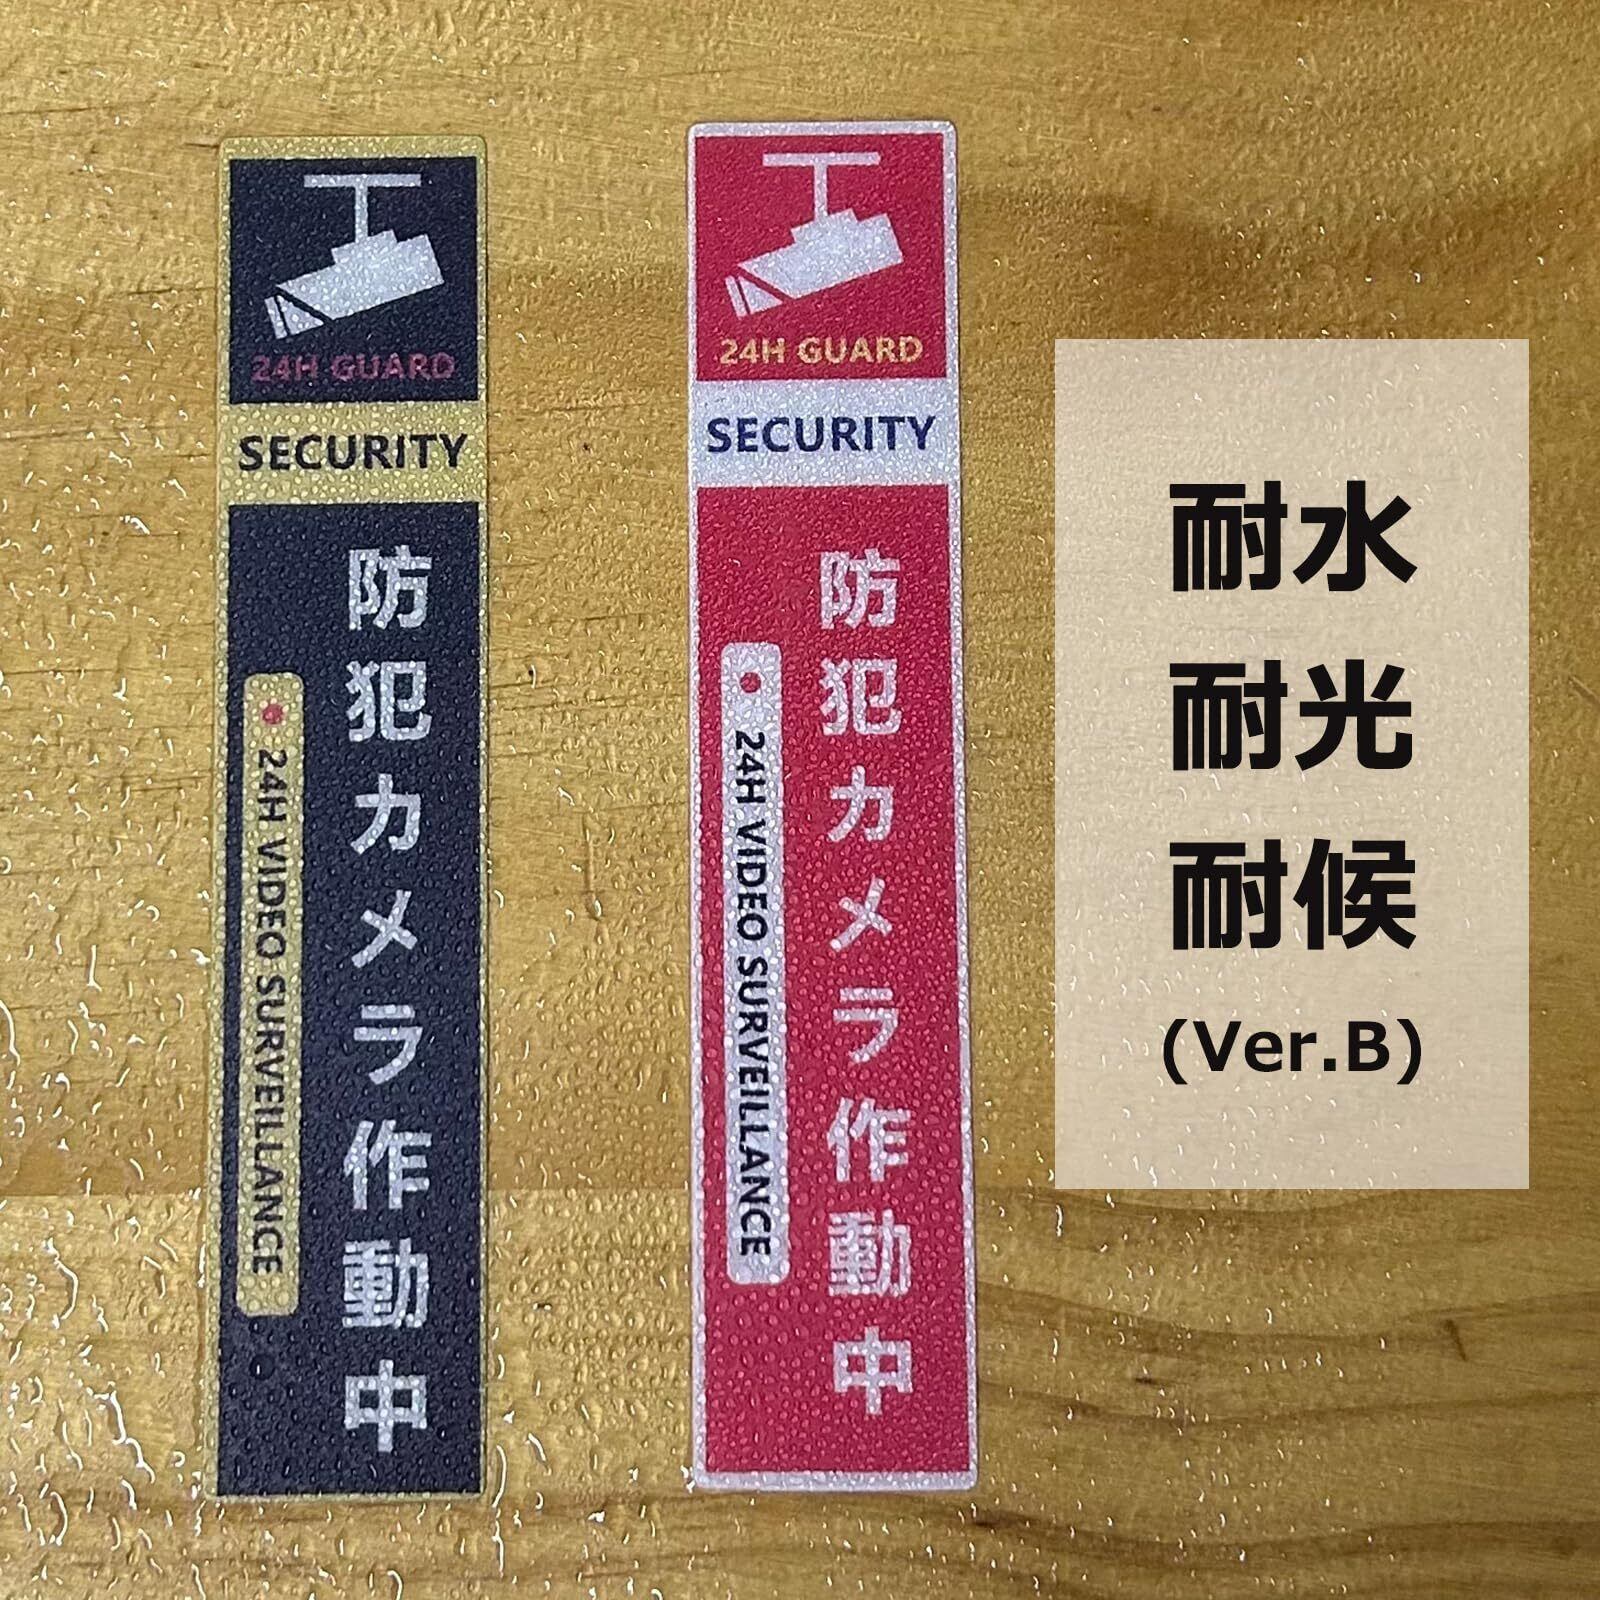 24H GUARD
SECURITY
防犯カメラ作動中
24H VIDEO SURVEILLANCE
24H GUARD
SECURITY
防犯カメラ作動中
24H VIDEO SURVEILLANCE
耐水
耐光
耐候
(Ver.B)